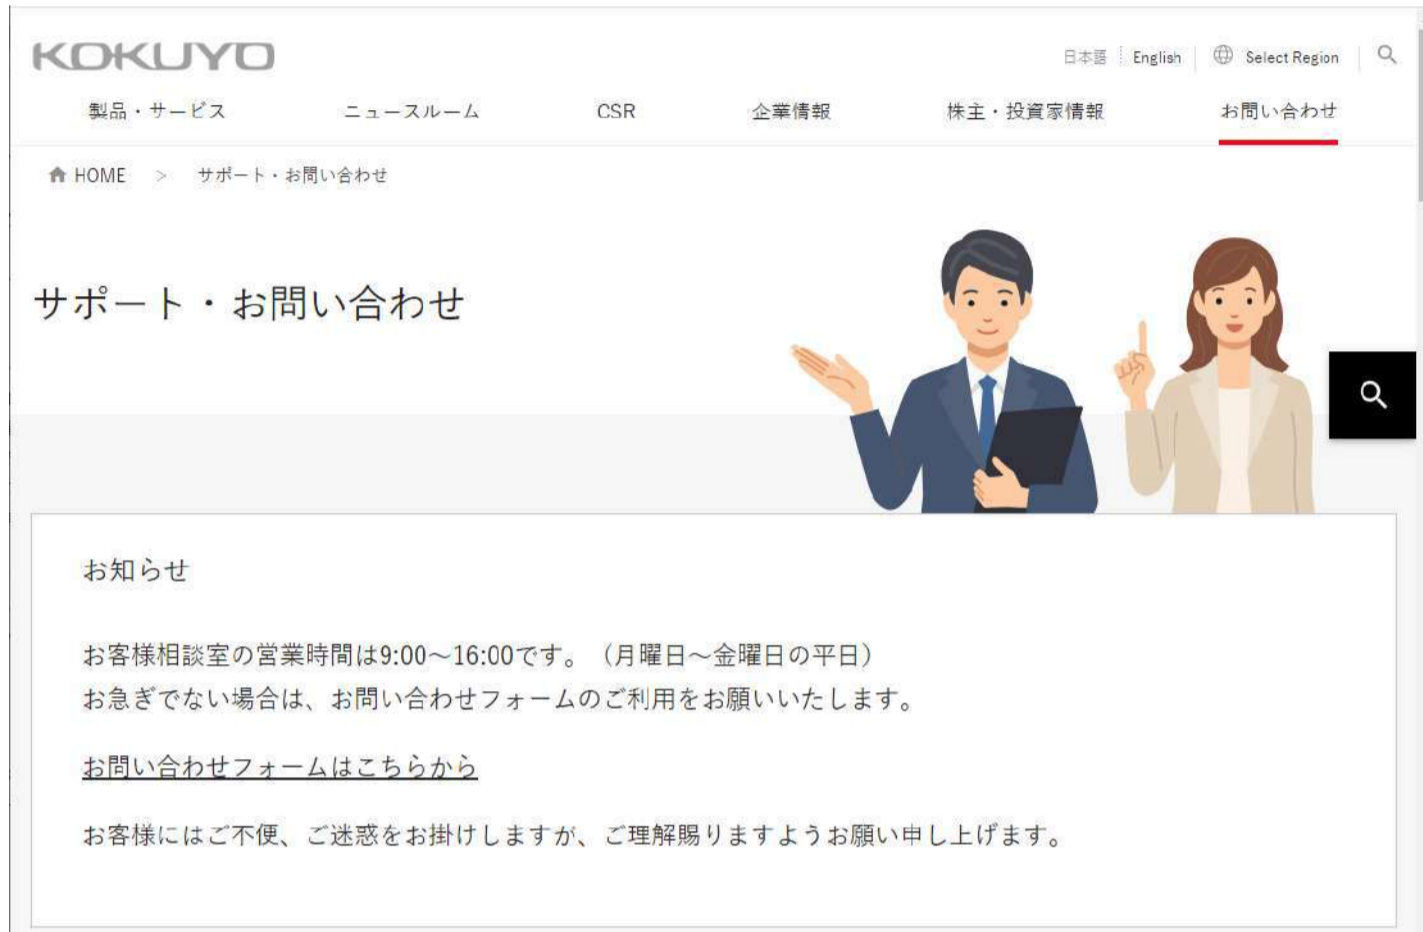 KOKUYO
日本語 English Select Region
製品・サービス ニュースルーム CSR 企業情報 株主・投資家情報 お問い合わせ
HOME > サポート・お問い合わせ
サポート・お問い合わせ
お知らせ
お客様相談室の営業時間は9:00～16:00です。（月曜日～金曜日の平日）
お急ぎでない場合は、お問い合わせフォームのご利用をお願いいたします。
お問い合わせフォームはこちらから
お客様にはご不便、ご迷惑をお掛けしますが、ご理解賜りますようお願い申し上げます。